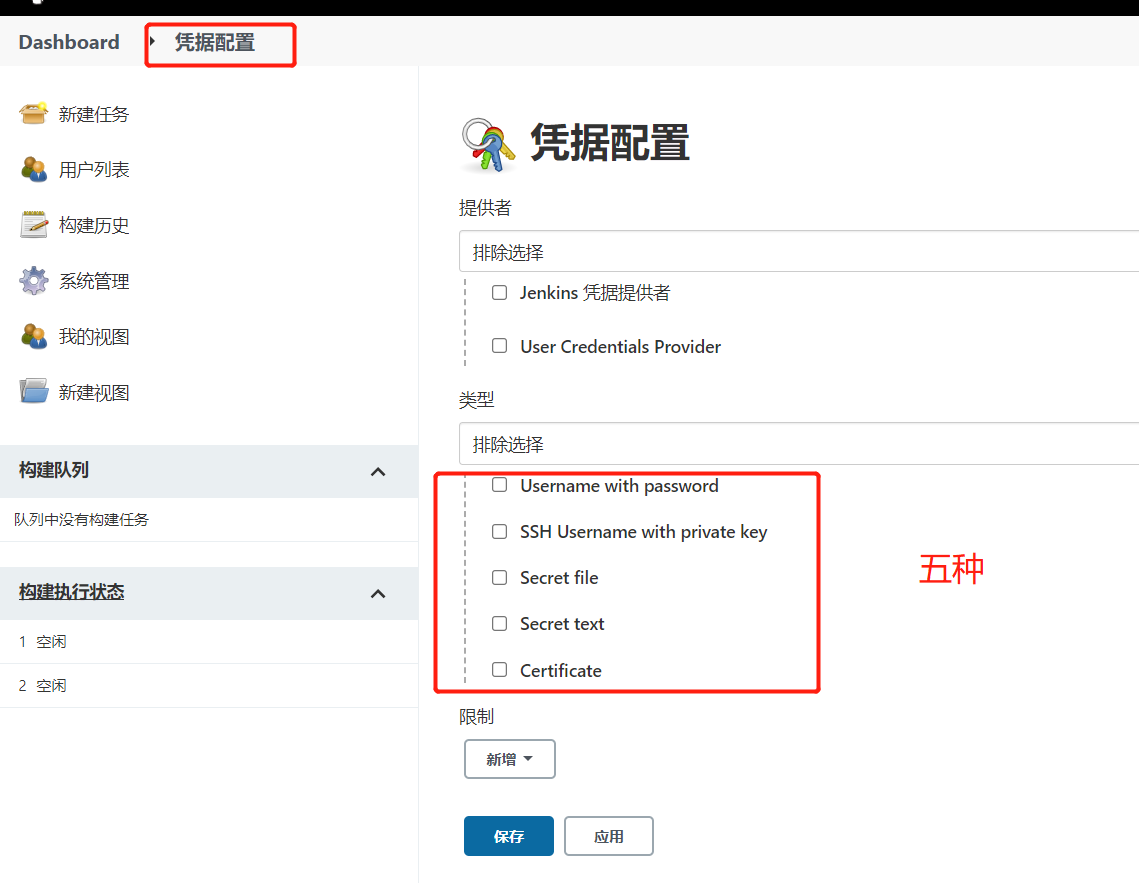 Dashboard
凭据配置
新建任务
用户列表
构建历史
系统管理
我的视图
新建视图
构建队列
队列中没有构建任务
构建执行状态
1 空闲
2 空闲
凭据配置
提供者
排除选择
Jenkins 凭据提供者
User Credentials Provider
类型
排除选择
Username with password
SSH Username with private key
Secret file
Secret text
Certificate
五种
限制
新增
保存
应用